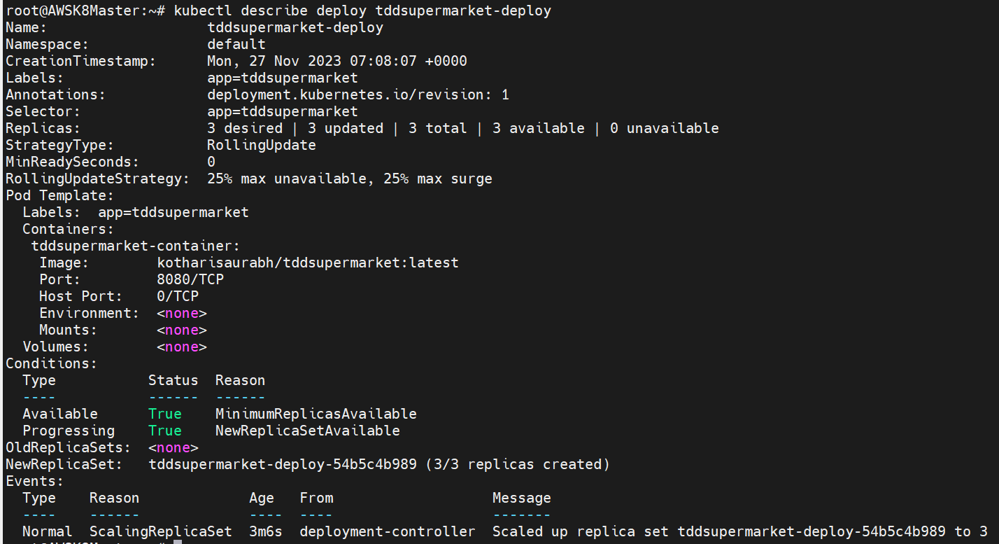 root@AWSK8Master:~# kubectl describe deploy tddsupermarket-deploy
Name:                   tddsupermarket-deploy
Namespace:              default
CreationTimestamp:      Mon, 27 Nov 2023 07:08:07 +0000
Labels:                 app=tddsupermarket
Annotations:            deployment.kubernetes.io/revision: 1
Selector:               app=tddsupermarket
Replicas:               3 desired | 3 updated | 3 total | 3 available | 0 unavailable
StrategyType:           RollingUpdate
MinReadySeconds:        0
RollingUpdateStrategy:  25% max unavailable, 25% max surge
Pod Template:
  Labels:  app=tddsupermarket
  Containers:
   tddsupermarket-container:
    Image:        kotharisaurabh/tddsupermarket:latest
    Port:         8080/TCP
    Host Port:    0/TCP
    Environment:  <none>
    Mounts:       <none>
  Volumes:        <none>
Conditions:
  Type           Status  Reason
  ----           ------  ------
  Available      True    MinimumReplicasAvailable
  Progressing    True    NewReplicaSetAvailable
OldReplicaSets:  <none>
NewReplicaSet:   tddsupermarket-deploy-54b5c4b989 (3/3 replicas created)
Events:
  Type    Reason             Age   From                   Message
  ----    ------             ----  ----                   -------
  Normal  ScalingReplicaSet  3m6s  deployment-controller  Scaled up replica set tddsupermarket-deploy-54b5c4b989 to 3